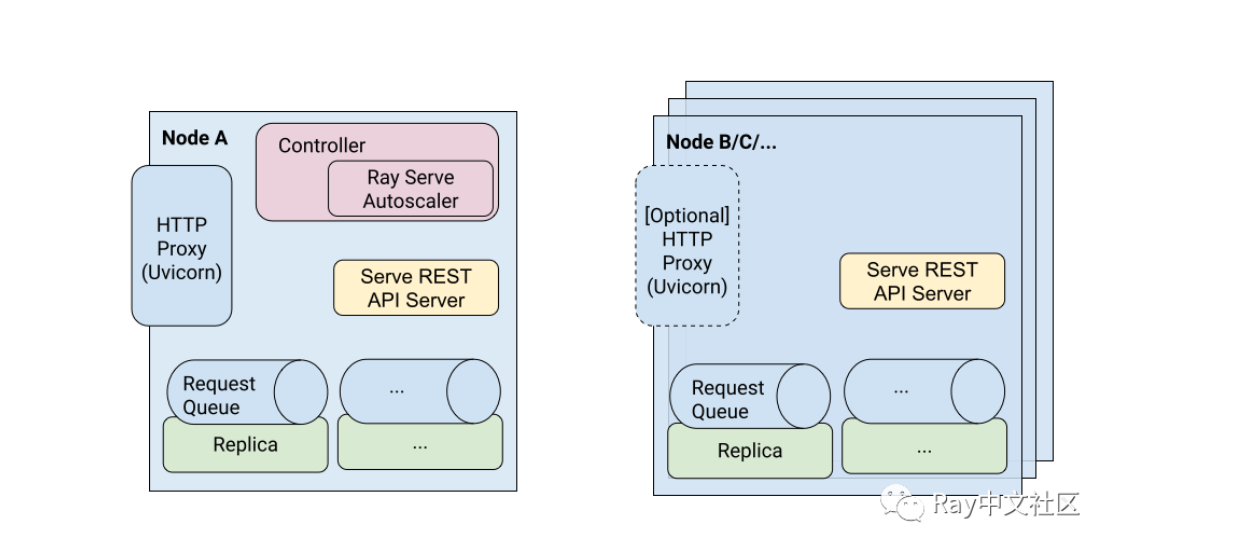 Node A
Controller
Ray Serve
Autoscaler
HTTP
Proxy
(Uvicorn)
Serve REST
API Server
Request
Queue
...
Replica
...
Node B/C/...
[Optional]
HTTP
Proxy
(Uvicorn)
Serve REST
API Server
Request
Queue
...
Replica
...
Ray中文社区